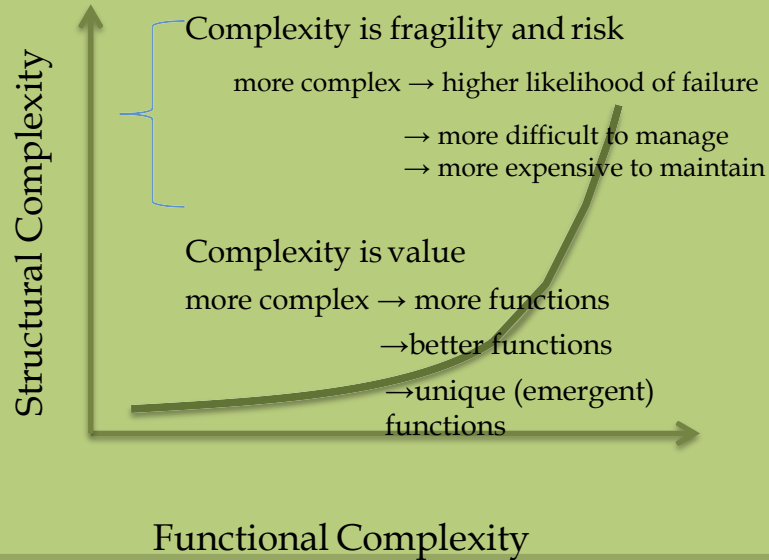 Structural Complexity
Complexity is fragility and risk
more complex → higher likelihood of failure
→ more difficult to manage
→ more expensive to maintain
Complexity is value
more complex → more functions
→better functions
→unique (emergent)
functions
Functional Complexity